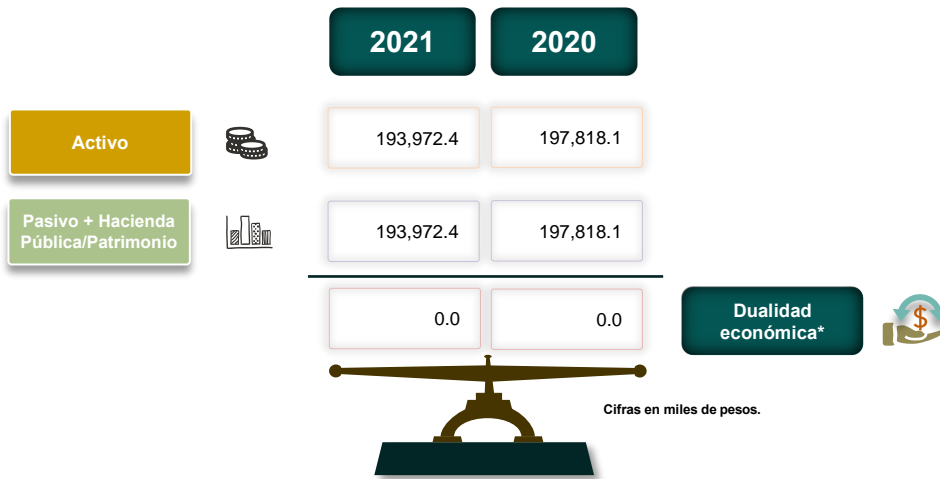 2021 2020
Activo 193,972.4 197,818.1
Pasivo + Hacienda
Pública/Patrimonio 193,972.4 197,818.1
0.0 0.0 Dualidad
económica*
$
Cifras en miles de pesos.